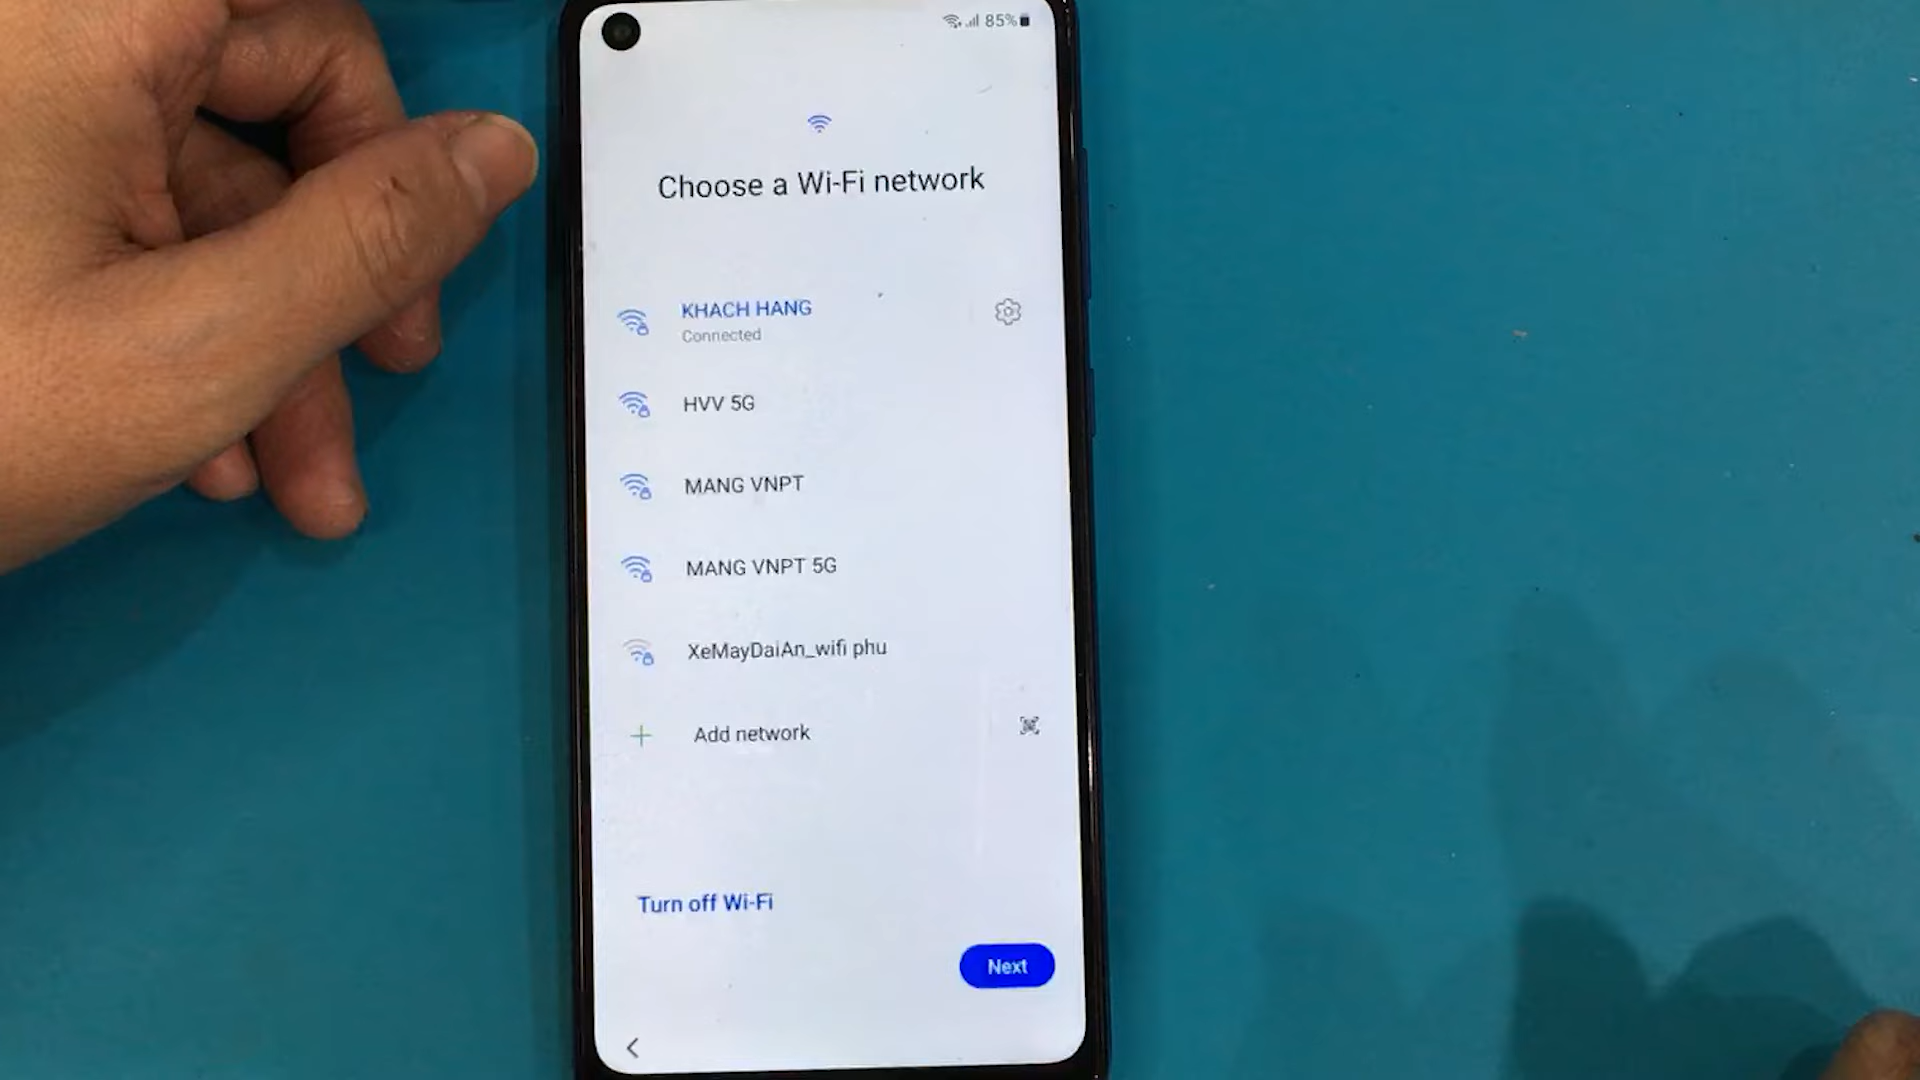 85%
Choose a Wi-Fi network
KHACH HANG
Connected
HVV 5G
MANG VNPT
MANG VNPT 5G
XeMayDaiAn_wifi phu
Add network
Turn off Wi-Fi
Next